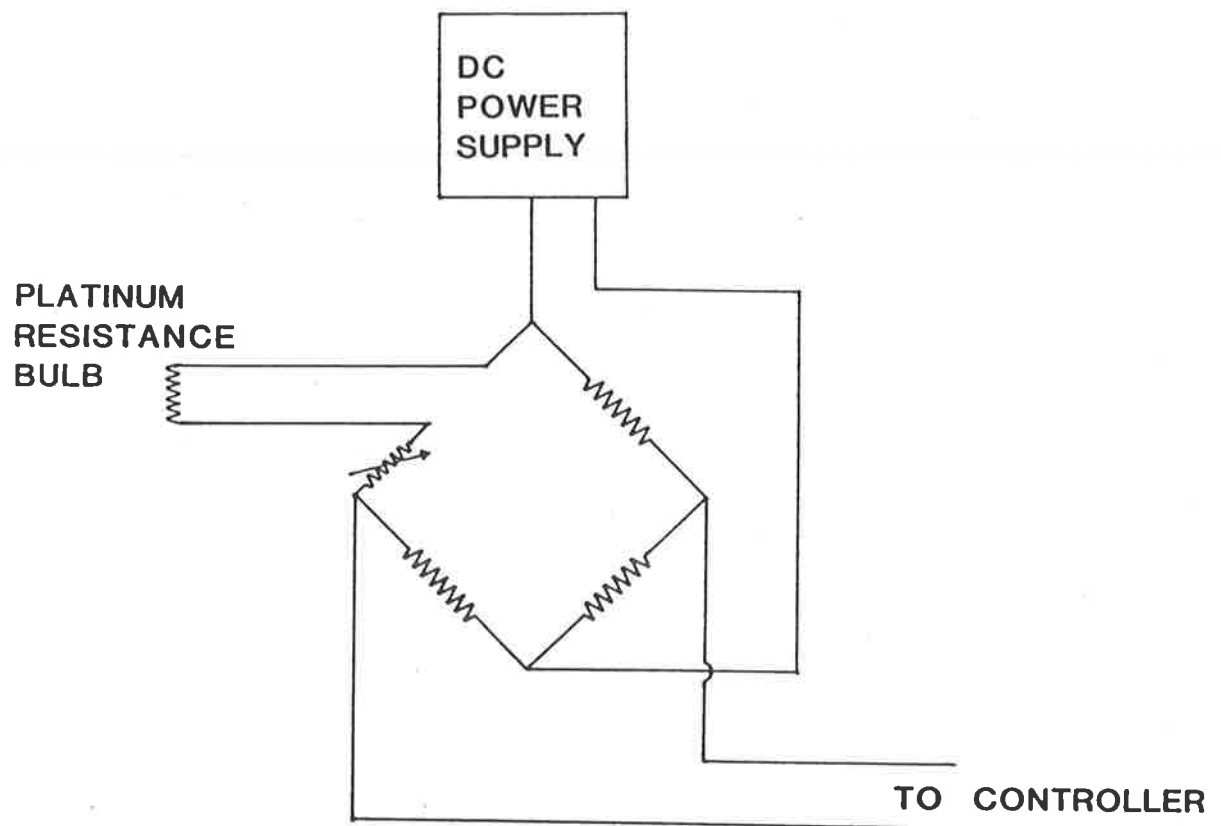 DC
POWER
SUPPLY
PLATINUM
RESISTANCE
BULB
TO CONTROLLER